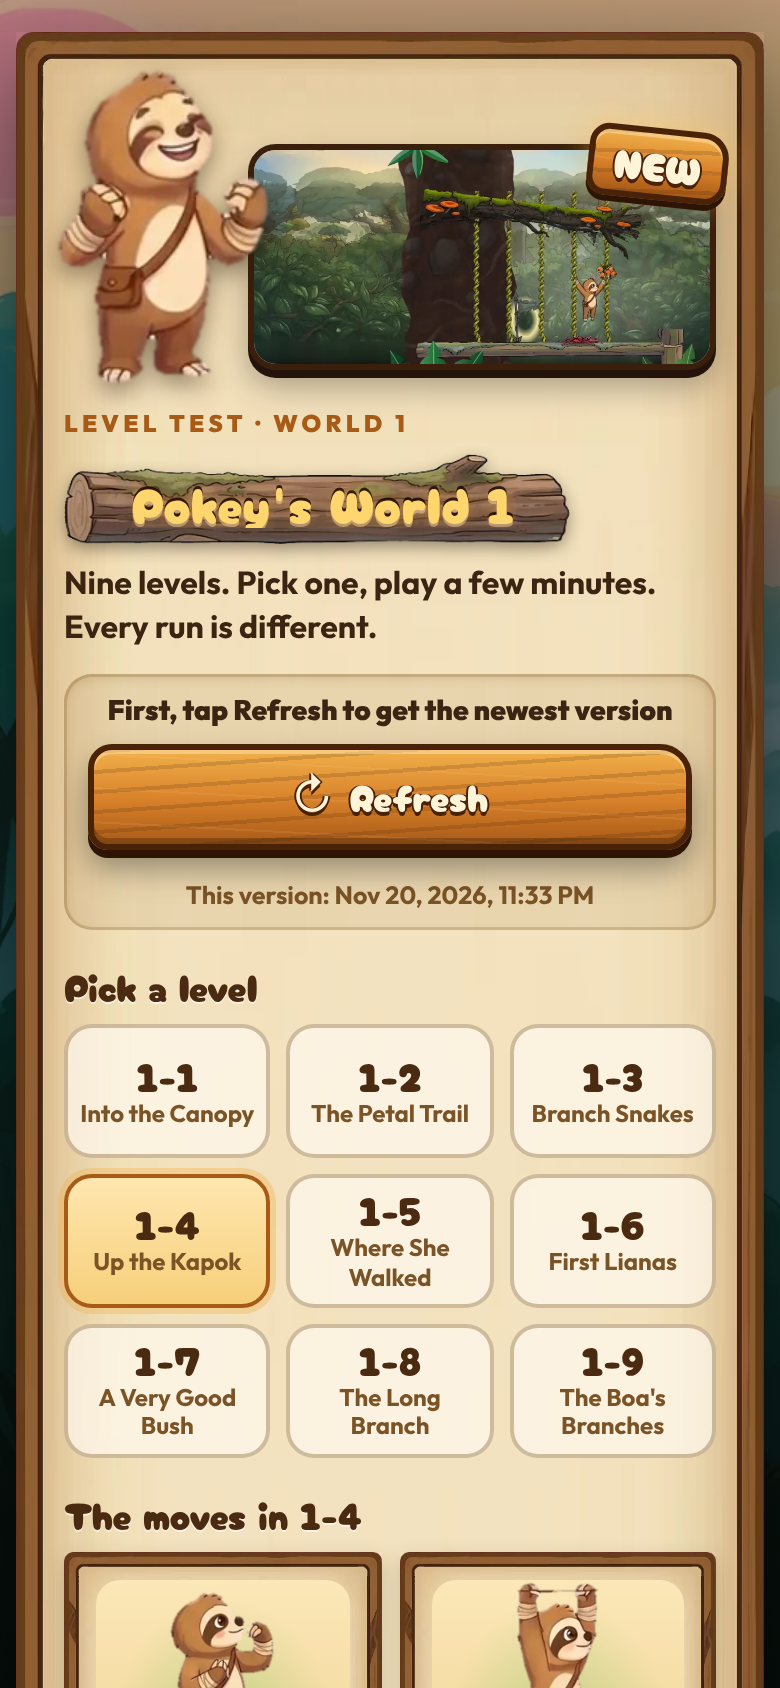 NEW
LEVEL TEST · WORLD 1
Pokey's World 1
Nine levels. Pick one, play a few minutes.
Every run is different.
First, tap Refresh to get the newest version
Refresh
This version: Nov 20, 2026, 11:33 PM
Pick a level
1-1
Into the Canopy
1-2
The Petal Trail
1-3
Branch Snakes
1-4
Up the Kapok
1-5
Where She
Walked
1-6
First Lianas
1-7
A Very Good
Bush
1-8
The Long
Branch
1-9
The Boa's
Branches
The moves in 1-4